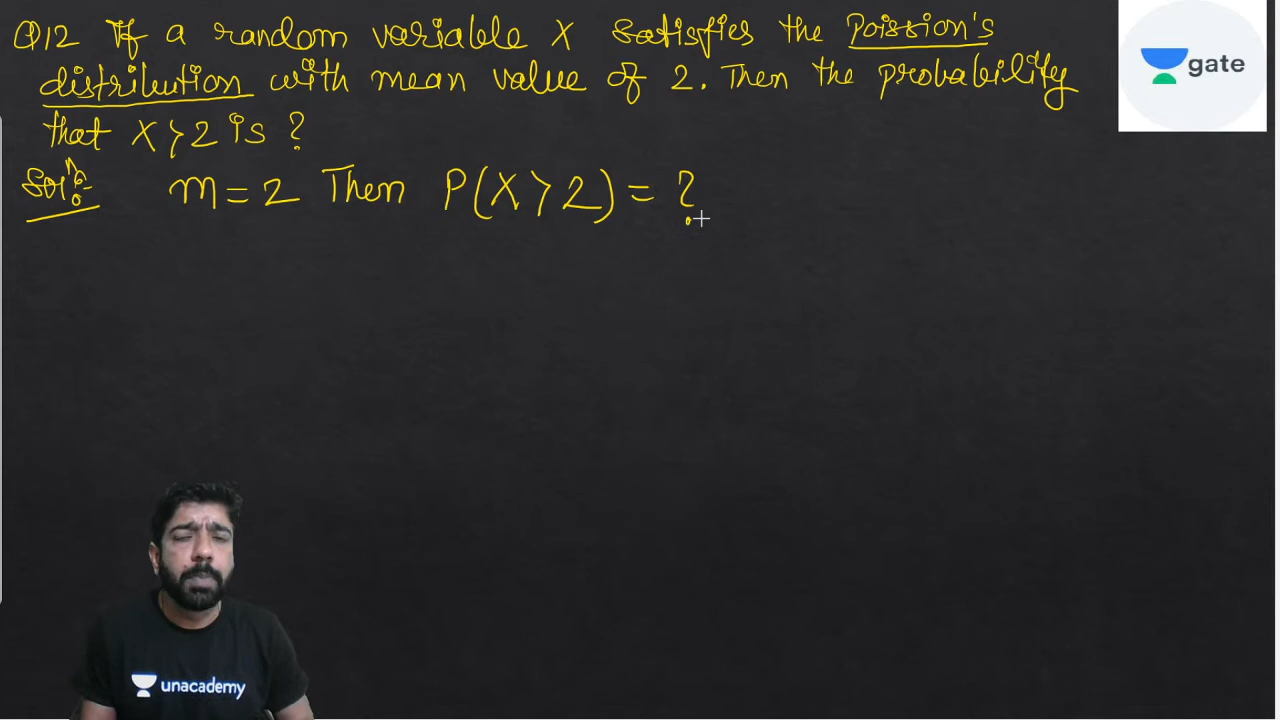 Q12 If a random variable X satisfies the Poission's
distribution with mean value of 2. Then the probability
that X > 2 is ?
Solⁿ:- m = 2 Then P(X > 2) = ?
gate
unacademy